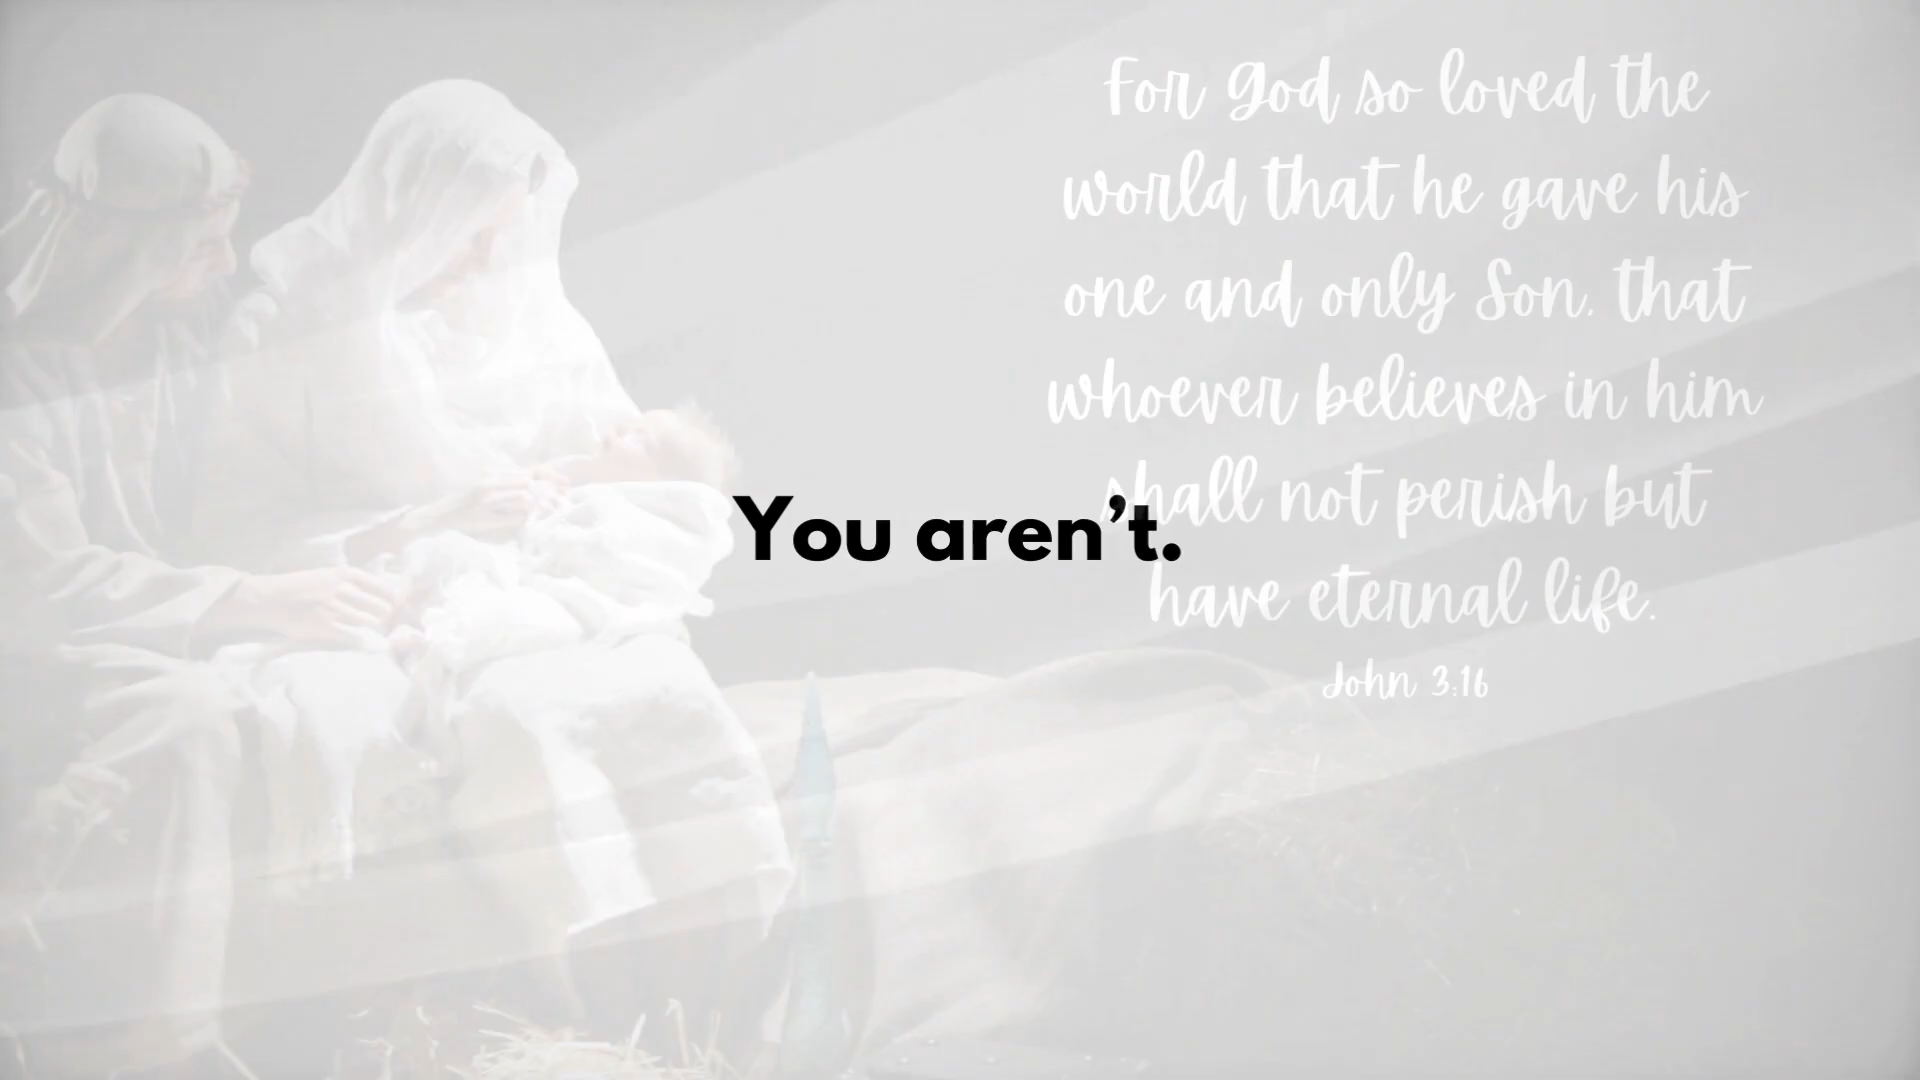 For God so loved the
world that he gave his
one and only Son. that
whoever believes in him
shall not perish but
have eternal life.
John 3:16
You aren’t.